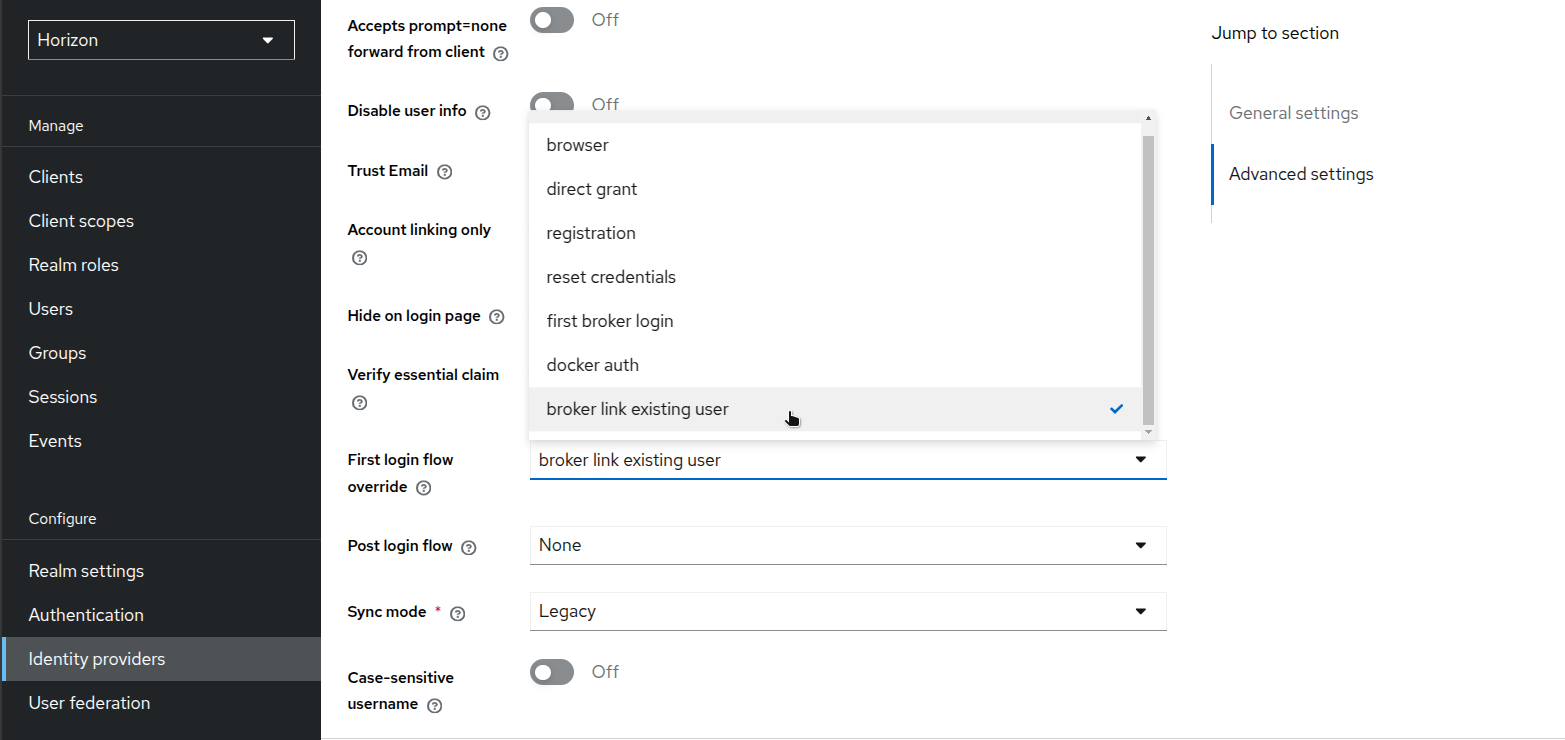 Horizon
Manage
Clients
Client scopes
Realm roles
Users
Groups
Sessions
Events
Configure
Realm settings
Authentication
Identity providers
User federation
Accepts prompt=none
forward from client
Off
Disable user info
Off
Trust Email
Account linking only
Hide on login page
Verify essential claim
browser
direct grant
registration
reset credentials
first broker login
docker auth
broker link existing user
First login flow
override
broker link existing user
Post login flow
None
Sync mode *
Legacy
Case-sensitive
username
Off
Jump to section
General settings
Advanced settings